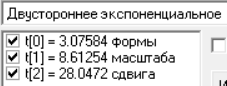 Двустороннее экспоненциальное
t[0] = 3.07584 формы
t[1] = 8.61254 масштаба
t[2] = 28.0472 сдвига